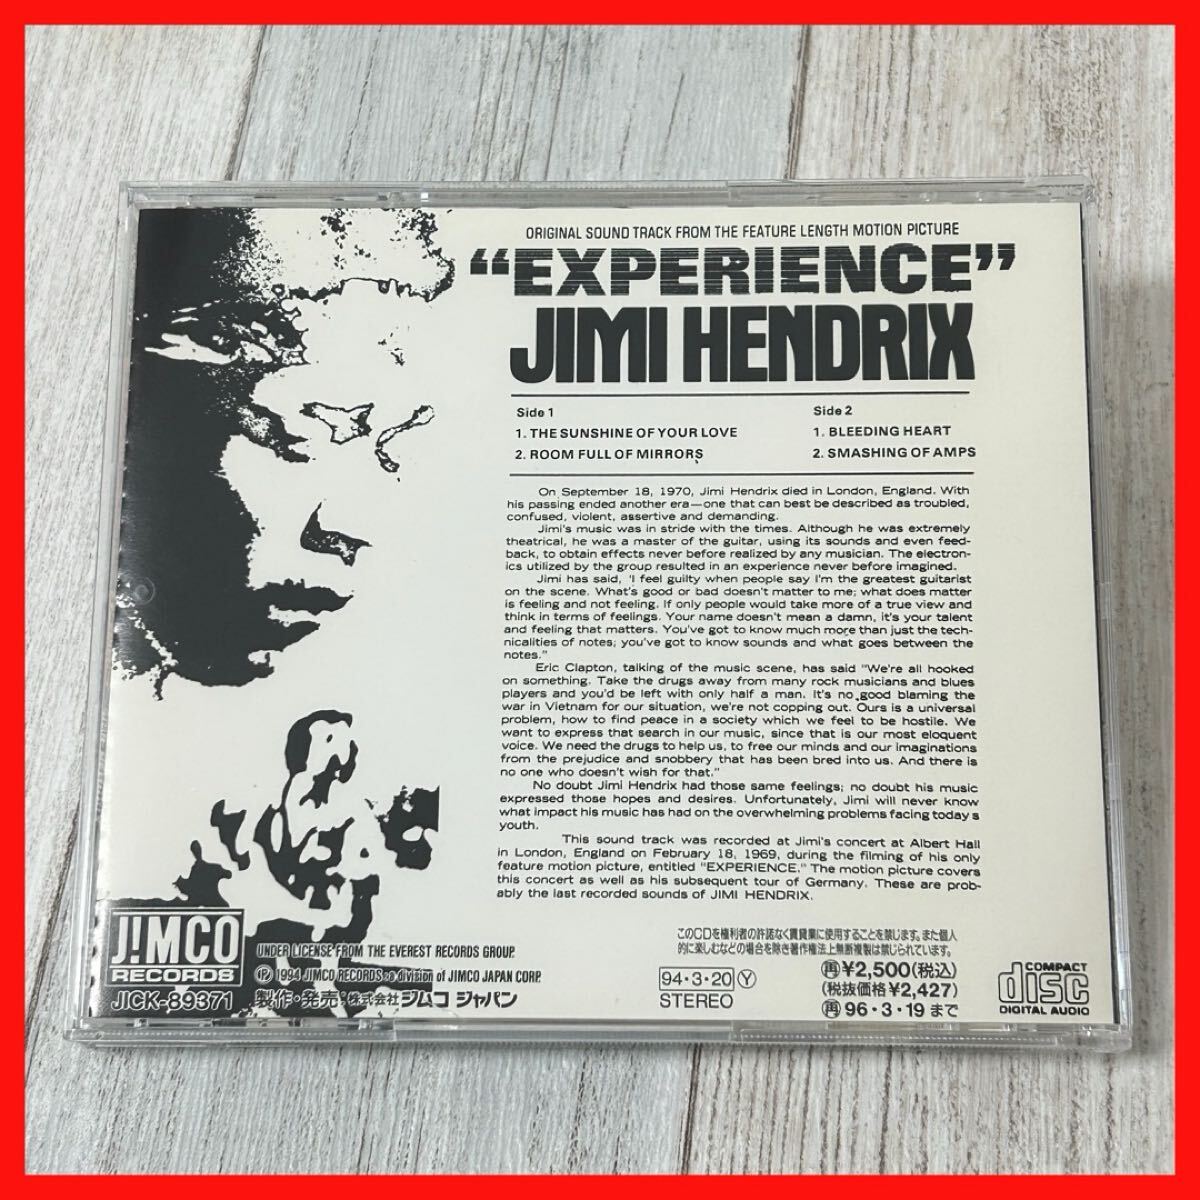 ORIGINAL SOUND TRACK FROM THE FEATURE LENGTH MOTION PICTURE
“EXPERIENCE”
JIMI HENDRIX
Side 1
1. THE SUNSHINE OF YOUR LOVE
2. ROOM FULL OF MIRRORS
Side 2
1. BLEEDING HEART
2. SMASHING OF AMPS
On September 18, 1970, Jimi Hendrix died in London, England. With
his passing ended another era—one that can best be described as troubled,
confused, violent, assertive and demanding.
Jimi's music was in stride with the times. Although he was extremely
theatrical, he was a master of the guitar, using its sounds and even feed-
back, to obtain effects never before realized by any musician. The electron-
ics utilized by the group resulted in an experience never before imagined.
Jimi has said, 'I feel guilty when people say I'm the greatest guitarist
on the scene. What's good or bad doesn't matter to me; what does matter
is feeling and not feeling. If only people would take more of a true view and
think in terms of feelings. Your name doesn't mean a damn, it's your talent
and feeling that matters. You've got to know much more than just the tech-
nicalities of notes; you've got to know sounds and what goes between the
notes."
Eric Clapton, talking of the music scene, has said "We're all hooked
on something. Take the drugs away from many rock musicians and blues
players and you'd be left with only half a man. It's no good blaming the
war in Vietnam for our situation, we're not copping out. Ours is a universal
problem, how to find peace in a society which we feel to be hostile. We
want to express that search in our music, since that is our most eloquent
voice. We need the drugs to help us, to free our minds and our imaginations
from the prejudice and snobbery that has been bred into us. And there is
no one who doesn't wish for that."
No doubt Jimi Hendrix had those same feelings; no doubt his music
expressed those hopes and desires. Unfortunately, Jimi will never know
what impact his music has had on the overwhelming problems facing today s
youth.
This sound track was recorded at Jimi's concert at Albert Hall
in London, England on February 18, 1969, during the filming of his only
feature motion picture, entitled "EXPERIENCE." The motion picture covers
this concert as well as his subsequent tour of Germany. These are prob-
ably the last recorded sounds of JIMI HENDRIX.
J!MCO
RECORDS
JICK-89371
UNDER LICENSE FROM THE EVEREST RECORDS GROUP.
Ⓟ 1994 JIMCO RECORDS•a division of JIMCO JAPAN CORP.
製作・発売：株式会社 ジムコ ジャパン
94・3・20 Ⓨ
STEREO
このCDを権利者の許諾なく賃貸業に使用することを禁じます。また個人
的に楽しむなどの場合を除き著作権法上無断複製は禁じられています。
㊢¥2,500(税込)
(税抜価格¥2,427)
㊢96・3・19まで
COMPACT
disc
DIGITAL AUDIO